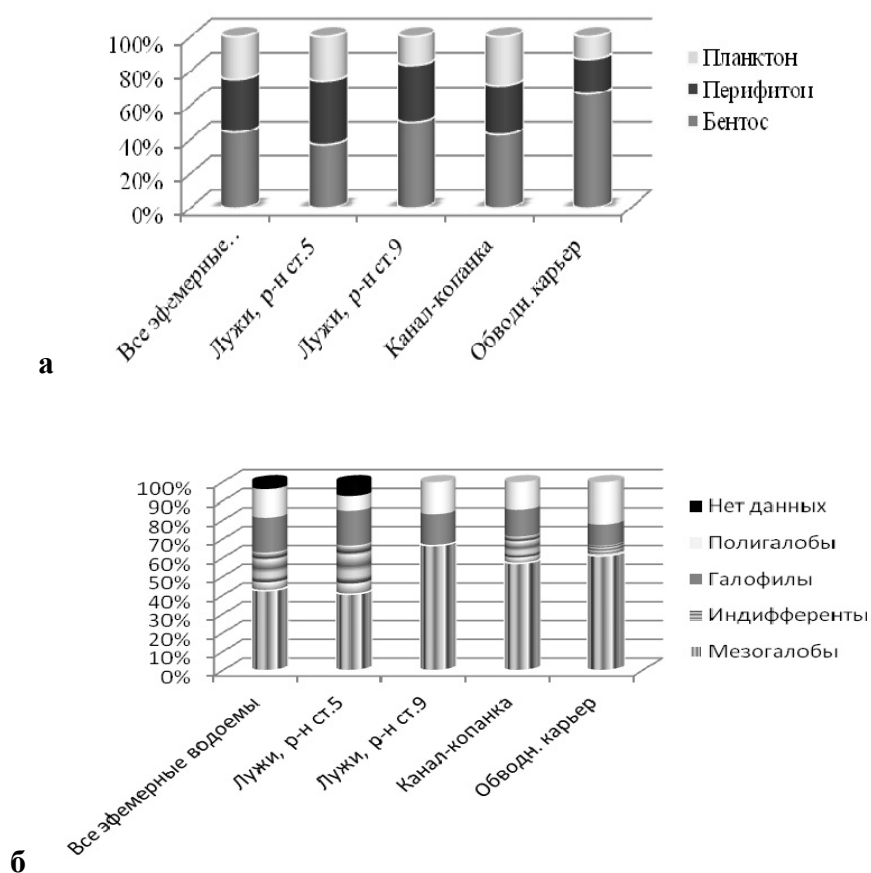 100%
80%
60%
40%
20%
0%
Планктон
Перифитон
Бентос
Все эфемерные...
Лужи, р-н ст.5
Лужи, р-н ст.9
Канал-копанка
Обводн. карьер
а
100%
90%
80%
70%
60%
50%
40%
30%
20%
10%
0%
Нет данных
Полигалобы
Галофилы
Индифференты
Мезогалобы
Все эфемерные водоемы
Лужи, р-н ст.5
Лужи, р-н ст.9
Канал-копанка
Обводн. карьер
б